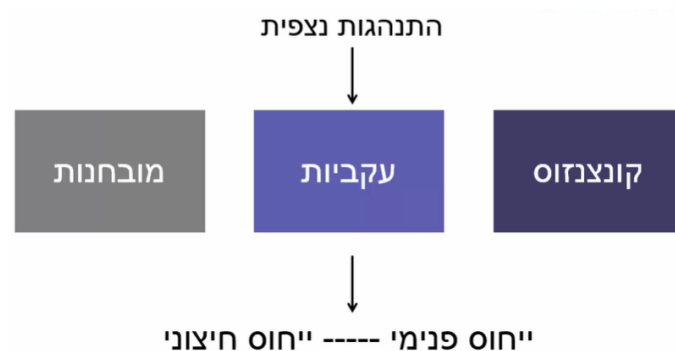 התנהגות נצפית
קונצנזוס עקביות מובחנות
ייחוס פנימי ----- ייחוס חיצוני